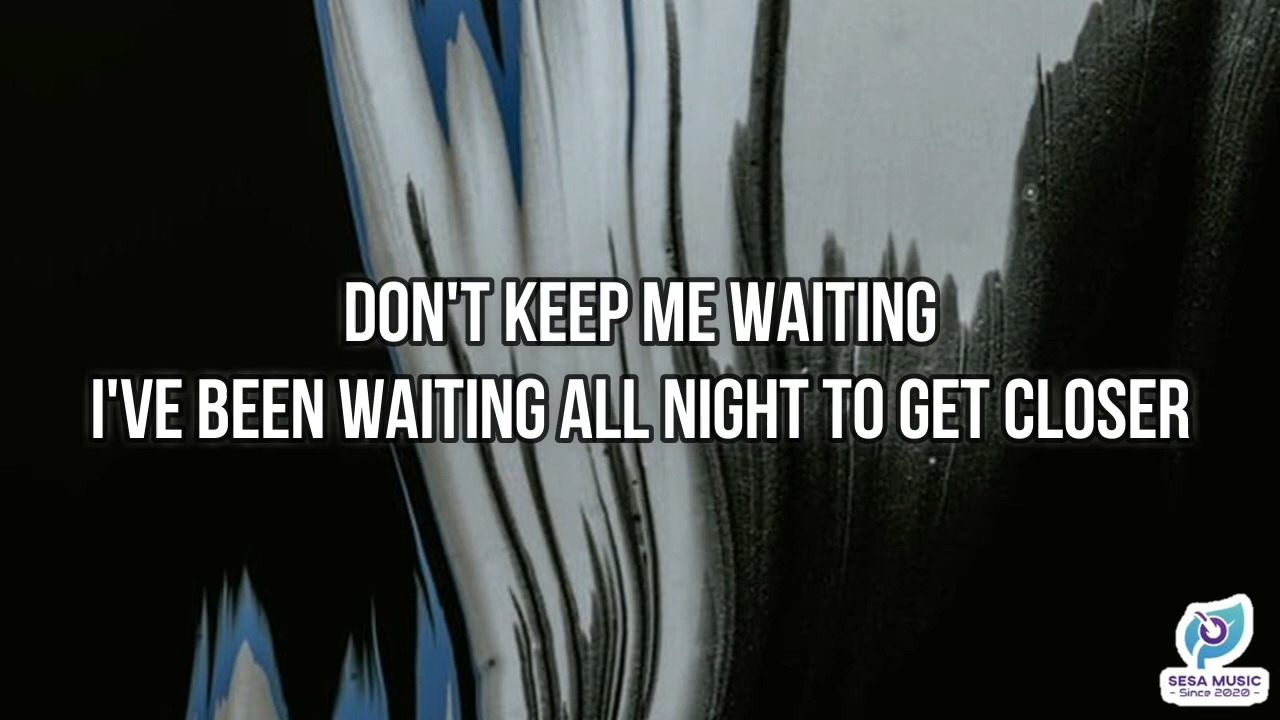 DON'T KEEP ME WAITING
I'VE BEEN WAITING ALL NIGHT TO GET CLOSER
SESA MUSIC
- Since 2020 -